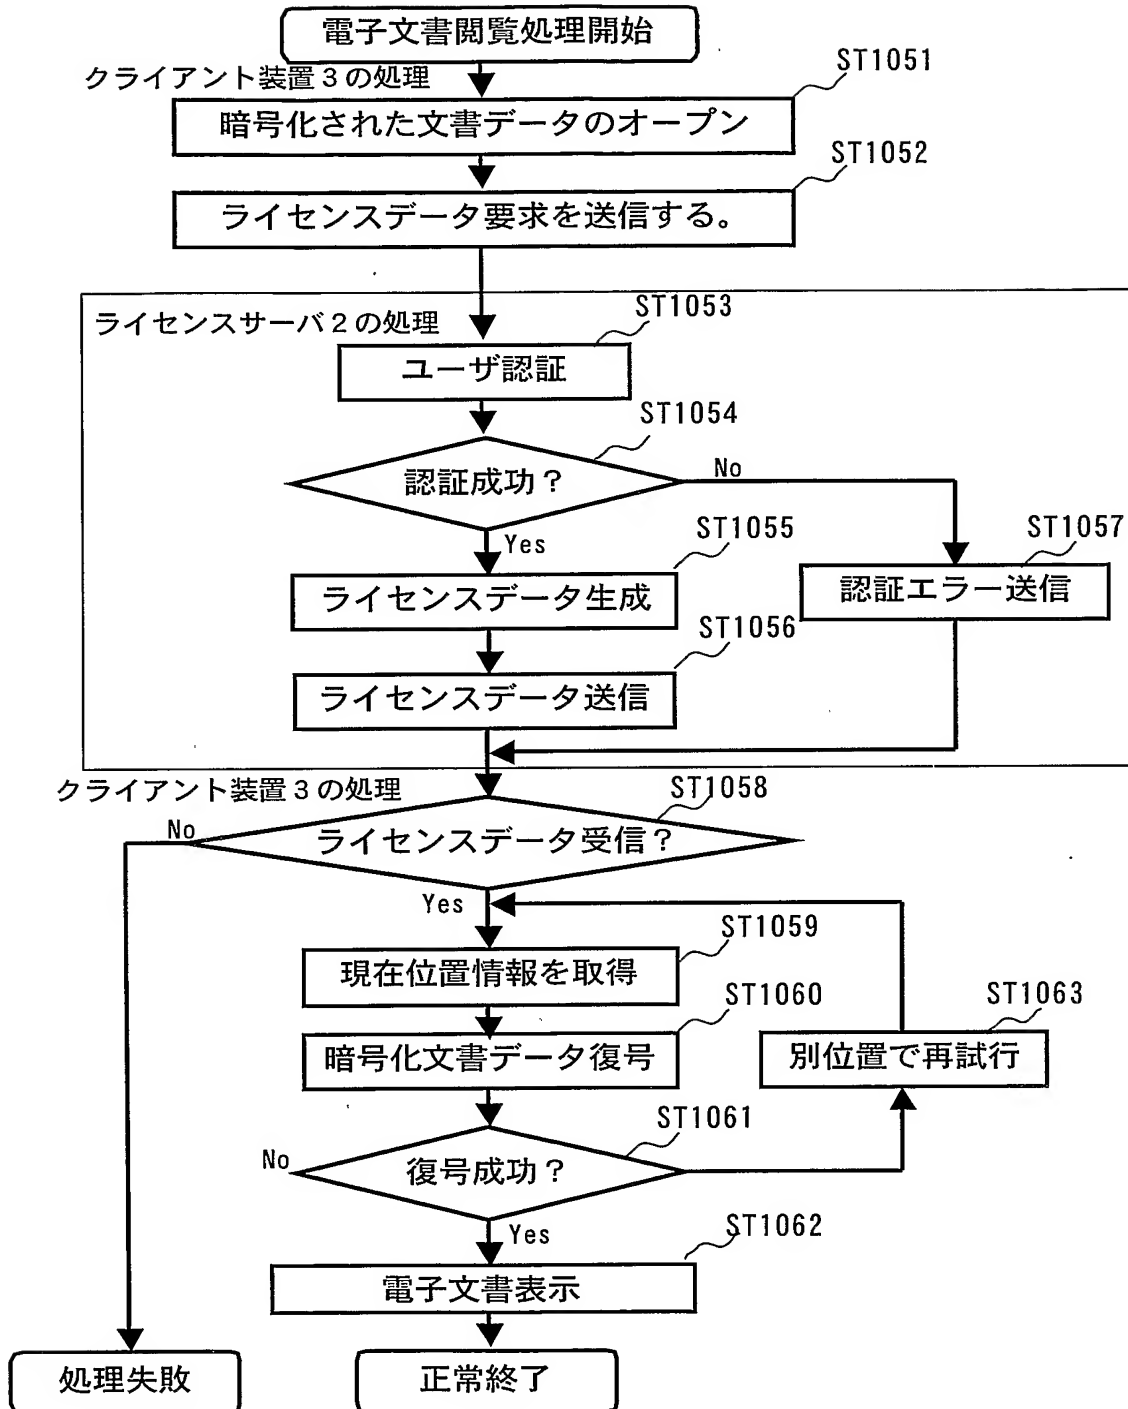 電子文書閲覧処理開始
クライアント装置3の処理
ST1051
暗号化された文書データのオープン
ST1052
ライセンスデータ要求を送信する。
ライセンスサーバ2の処理
ST1053
ユーザ認証
ST1054
認証成功?
No
Yes
ST1055
ST1057
ライセンスデータ生成
認証エラー送信
ST1056
ライセンスデータ送信
クライアント装置3の処理
ST1058
No
ライセンスデータ受信?
Yes
ST1059
現在位置情報を取得
ST1060
ST1063
暗号化文書データ復号
別位置で再試行
ST1061
No
復号成功?
Yes
ST1062
電子文書表示
処理失敗
正常終了